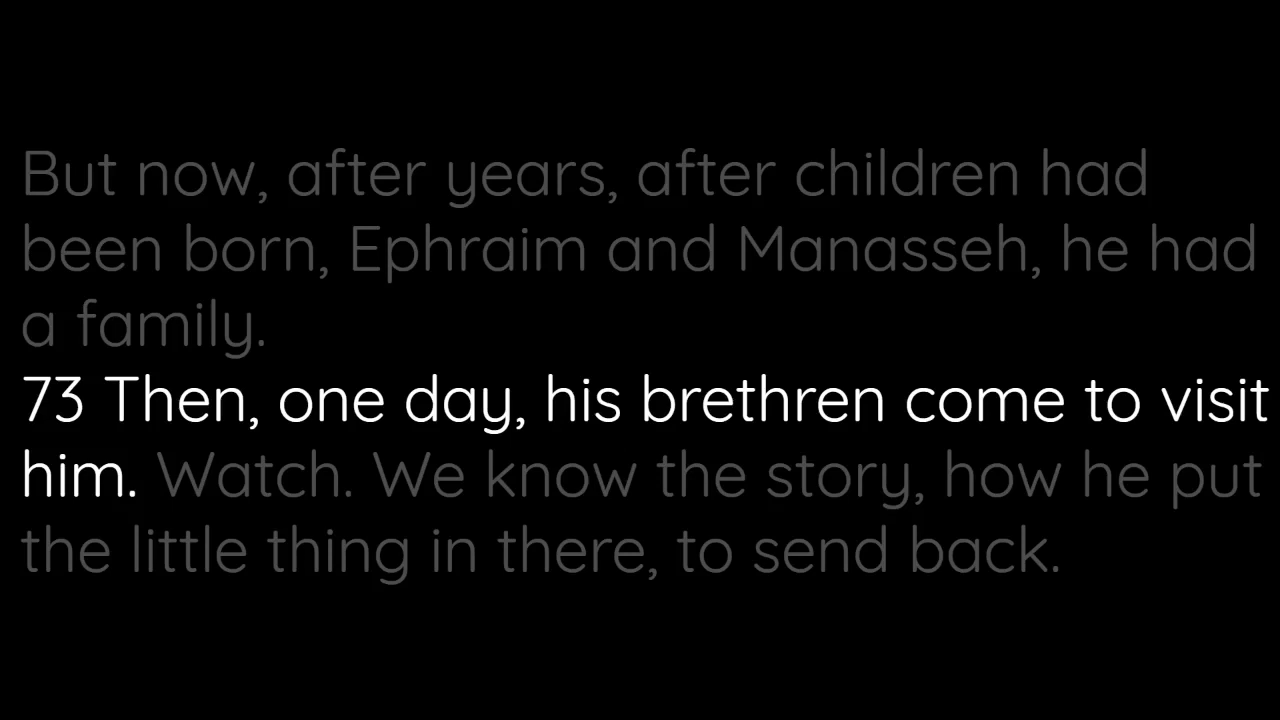 But now, after years, after children had
been born, Ephraim and Manasseh, he had
a family.
73 Then, one day, his brethren come to visit
him. Watch. We know the story, how he put
the little thing in there, to send back.